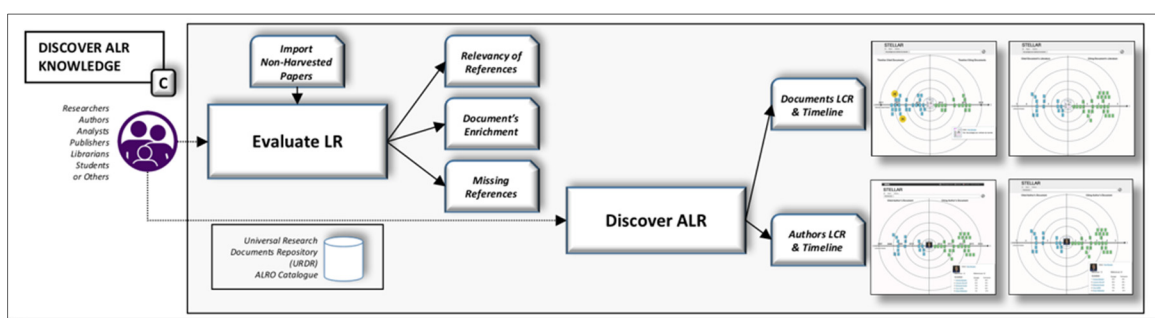 DISCOVER ALR
KNOWLEDGE
C
Researchers
Authors
Analysts
Publishers
Librarians
Students
or Others
Import
Non-Harvested
Papers
Evaluate LR
Relevancy of
References
Document's
Enrichment
Missing
References
Universal Research
Documents Repository
(URDR)
ALRO Catalogue
Discover ALR
Documents LCR
& Timeline
Authors LCR
& Timeline
STELLAR
STELLAR
STELLAR
STELLAR